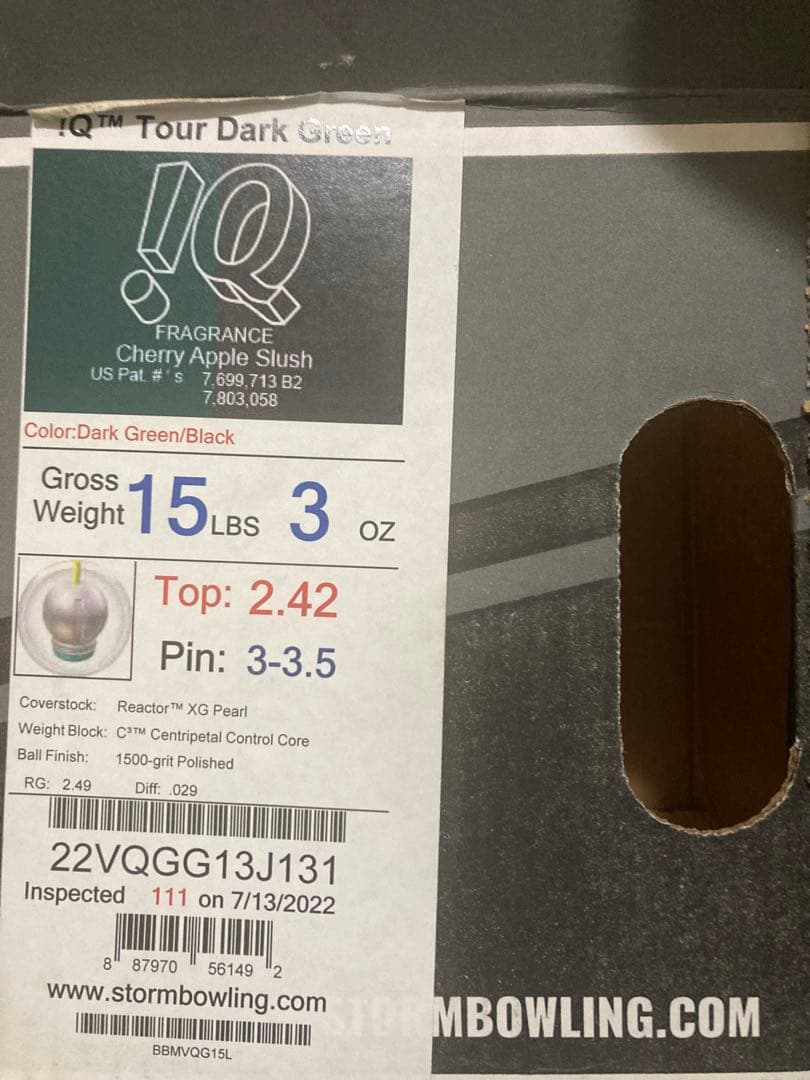 !Q™ Tour Dark Green
!Q
FRAGRANCE
Cherry Apple Slush
US Pat. #'s 7,699,713 B2
7,803,058
Color:Dark Green/Black
Gross Weight 15 LBS 3 OZ
Top: 2.42
Pin: 3-3.5
Coverstock: Reactor™ XG Pearl
Weight Block: C³™ Centripetal Control Core
Ball Finish: 1500-grit Polished
RG: 2.49 Diff: .029
22VQGG13J131
Inspected 111 on 7/13/2022
8 87970 56149 2
www.stormbowling.com
BBMVQG15L
STORMBOWLING.COM